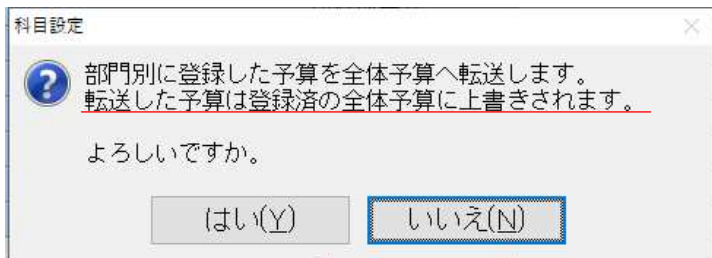 科目設定
部門別に登録した予算を全体予算へ転送します。
転送した予算は登録済の全体予算に上書きされます。
よろしいですか。
はい(Y)
いいえ(N)